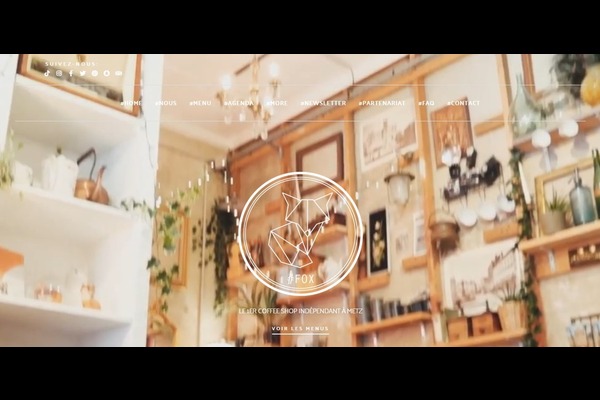 SUIVEZ-NOUS
#HOME #NOUS #MENU #AGENDA #MORE #NEWSLETTER #PARTENARIAT #FAQ #CONTACT
#FOX
LE 1ER COFFEE SHOP INDÉPENDANT À METZ
VOIR LES MENUS